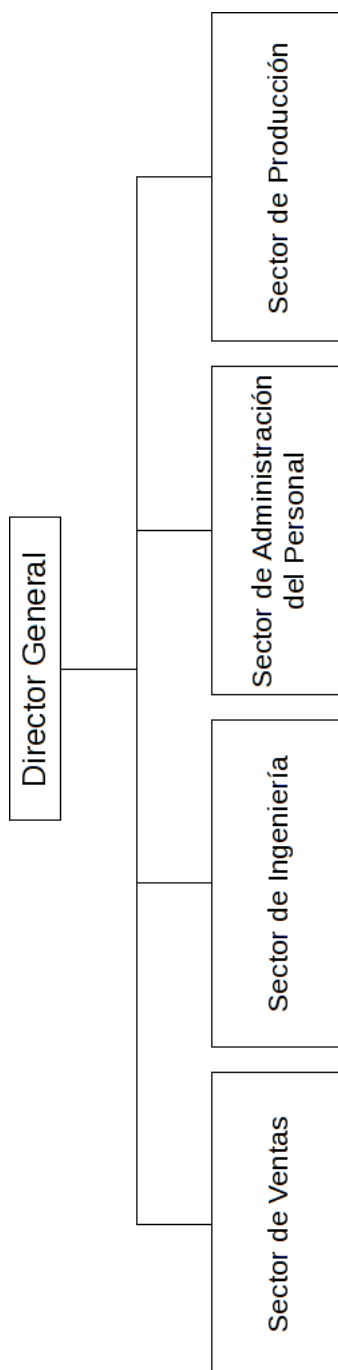 Director General
Sector de Ventas
Sector de Ingeniería
Sector de Administración
del Personal
Sector de Producción